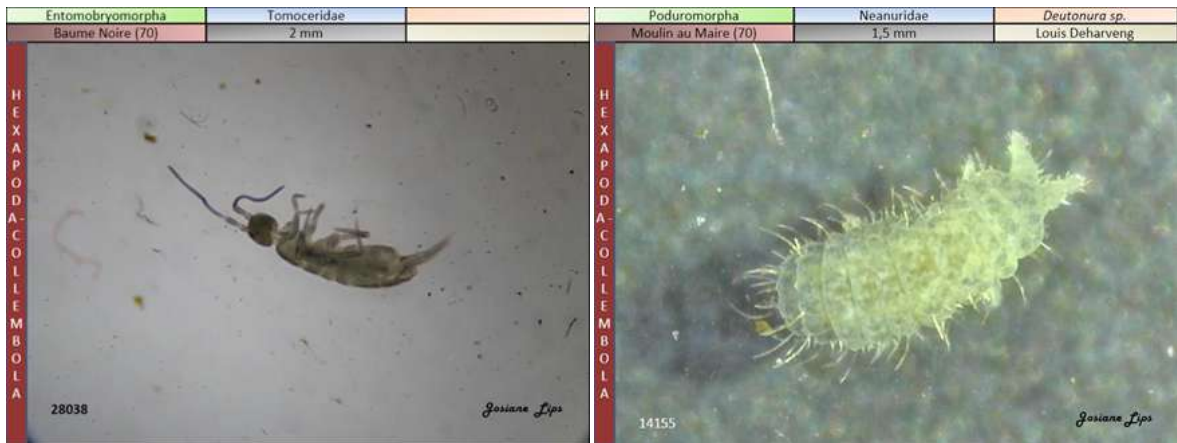 Entomobryomorpha Tomoceridae
Baume Noire (70) 2 mm
HEXAPODA-COLLEMBOLA
28038
Josiane Lips
Poduromorpha Neanuridae Deutonura sp.
Moulin au Maire (70) 1,5 mm Louis Deharveng
HEXAPODA-COLLEMBOLA
14155
Josiane Lips